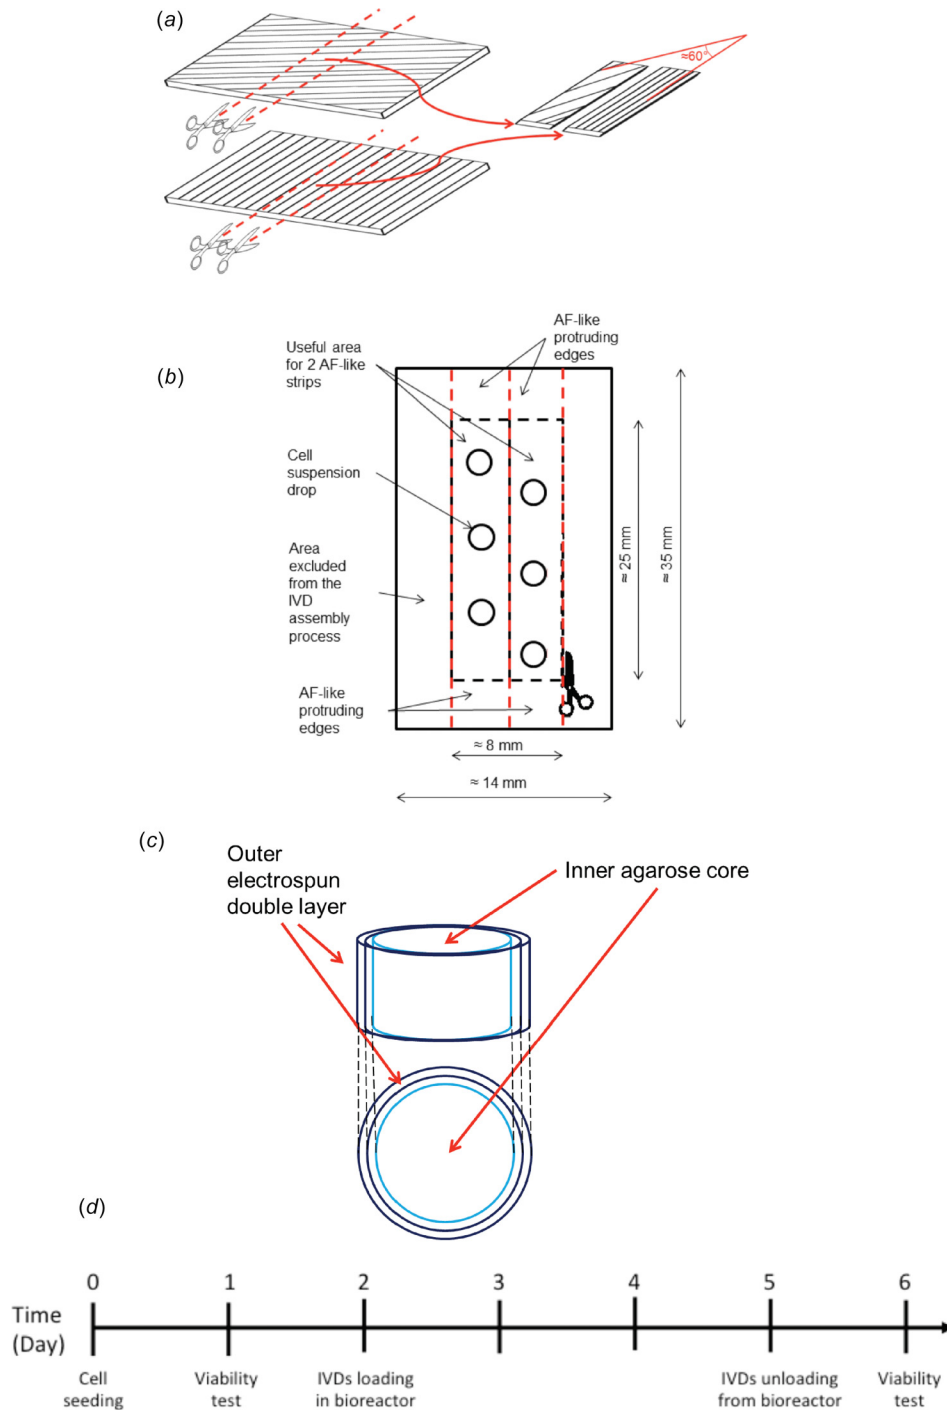 (a)
≈60°
(b)
Useful area
for 2 AF-like
strips
AF-like
protruding
edges
Cell
suspension
drop
Area
excluded
from the
IVD
assembly
process
AF-like
protruding
edges
≈ 25 mm
≈ 35 mm
≈ 8 mm
≈ 14 mm
(c)
Outer
electrospun
double layer
Inner agarose core
(d)
0 1 2 3 4 5 6
Time
(Day)
Cell
seeding
Viability
test
IVDs loading
in bioreactor
IVDs unloading
from bioreactor
Viability
test